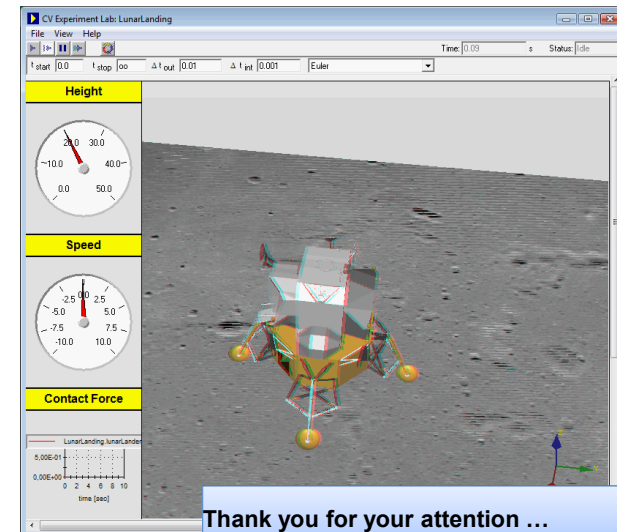 CV Experiment Lab: LunarLanding
File View Help
Time: 0.09 s Status: Idle
t start 0.0 t stop oo Δ t out 0.01 Δ t int 0.001 Euler
Height
20.0 30.0
10.0 40.0
0.0 50.0
Speed
0.0
-2.5 2.5
-5.0 5.0
-7.5 7.5
-10.0 10.0
Contact Force
LunarLanding.lunarLander
5,00E-01
0,00E+00
0 2 4 6 8 10
time [sec]
Thank you for your attention …